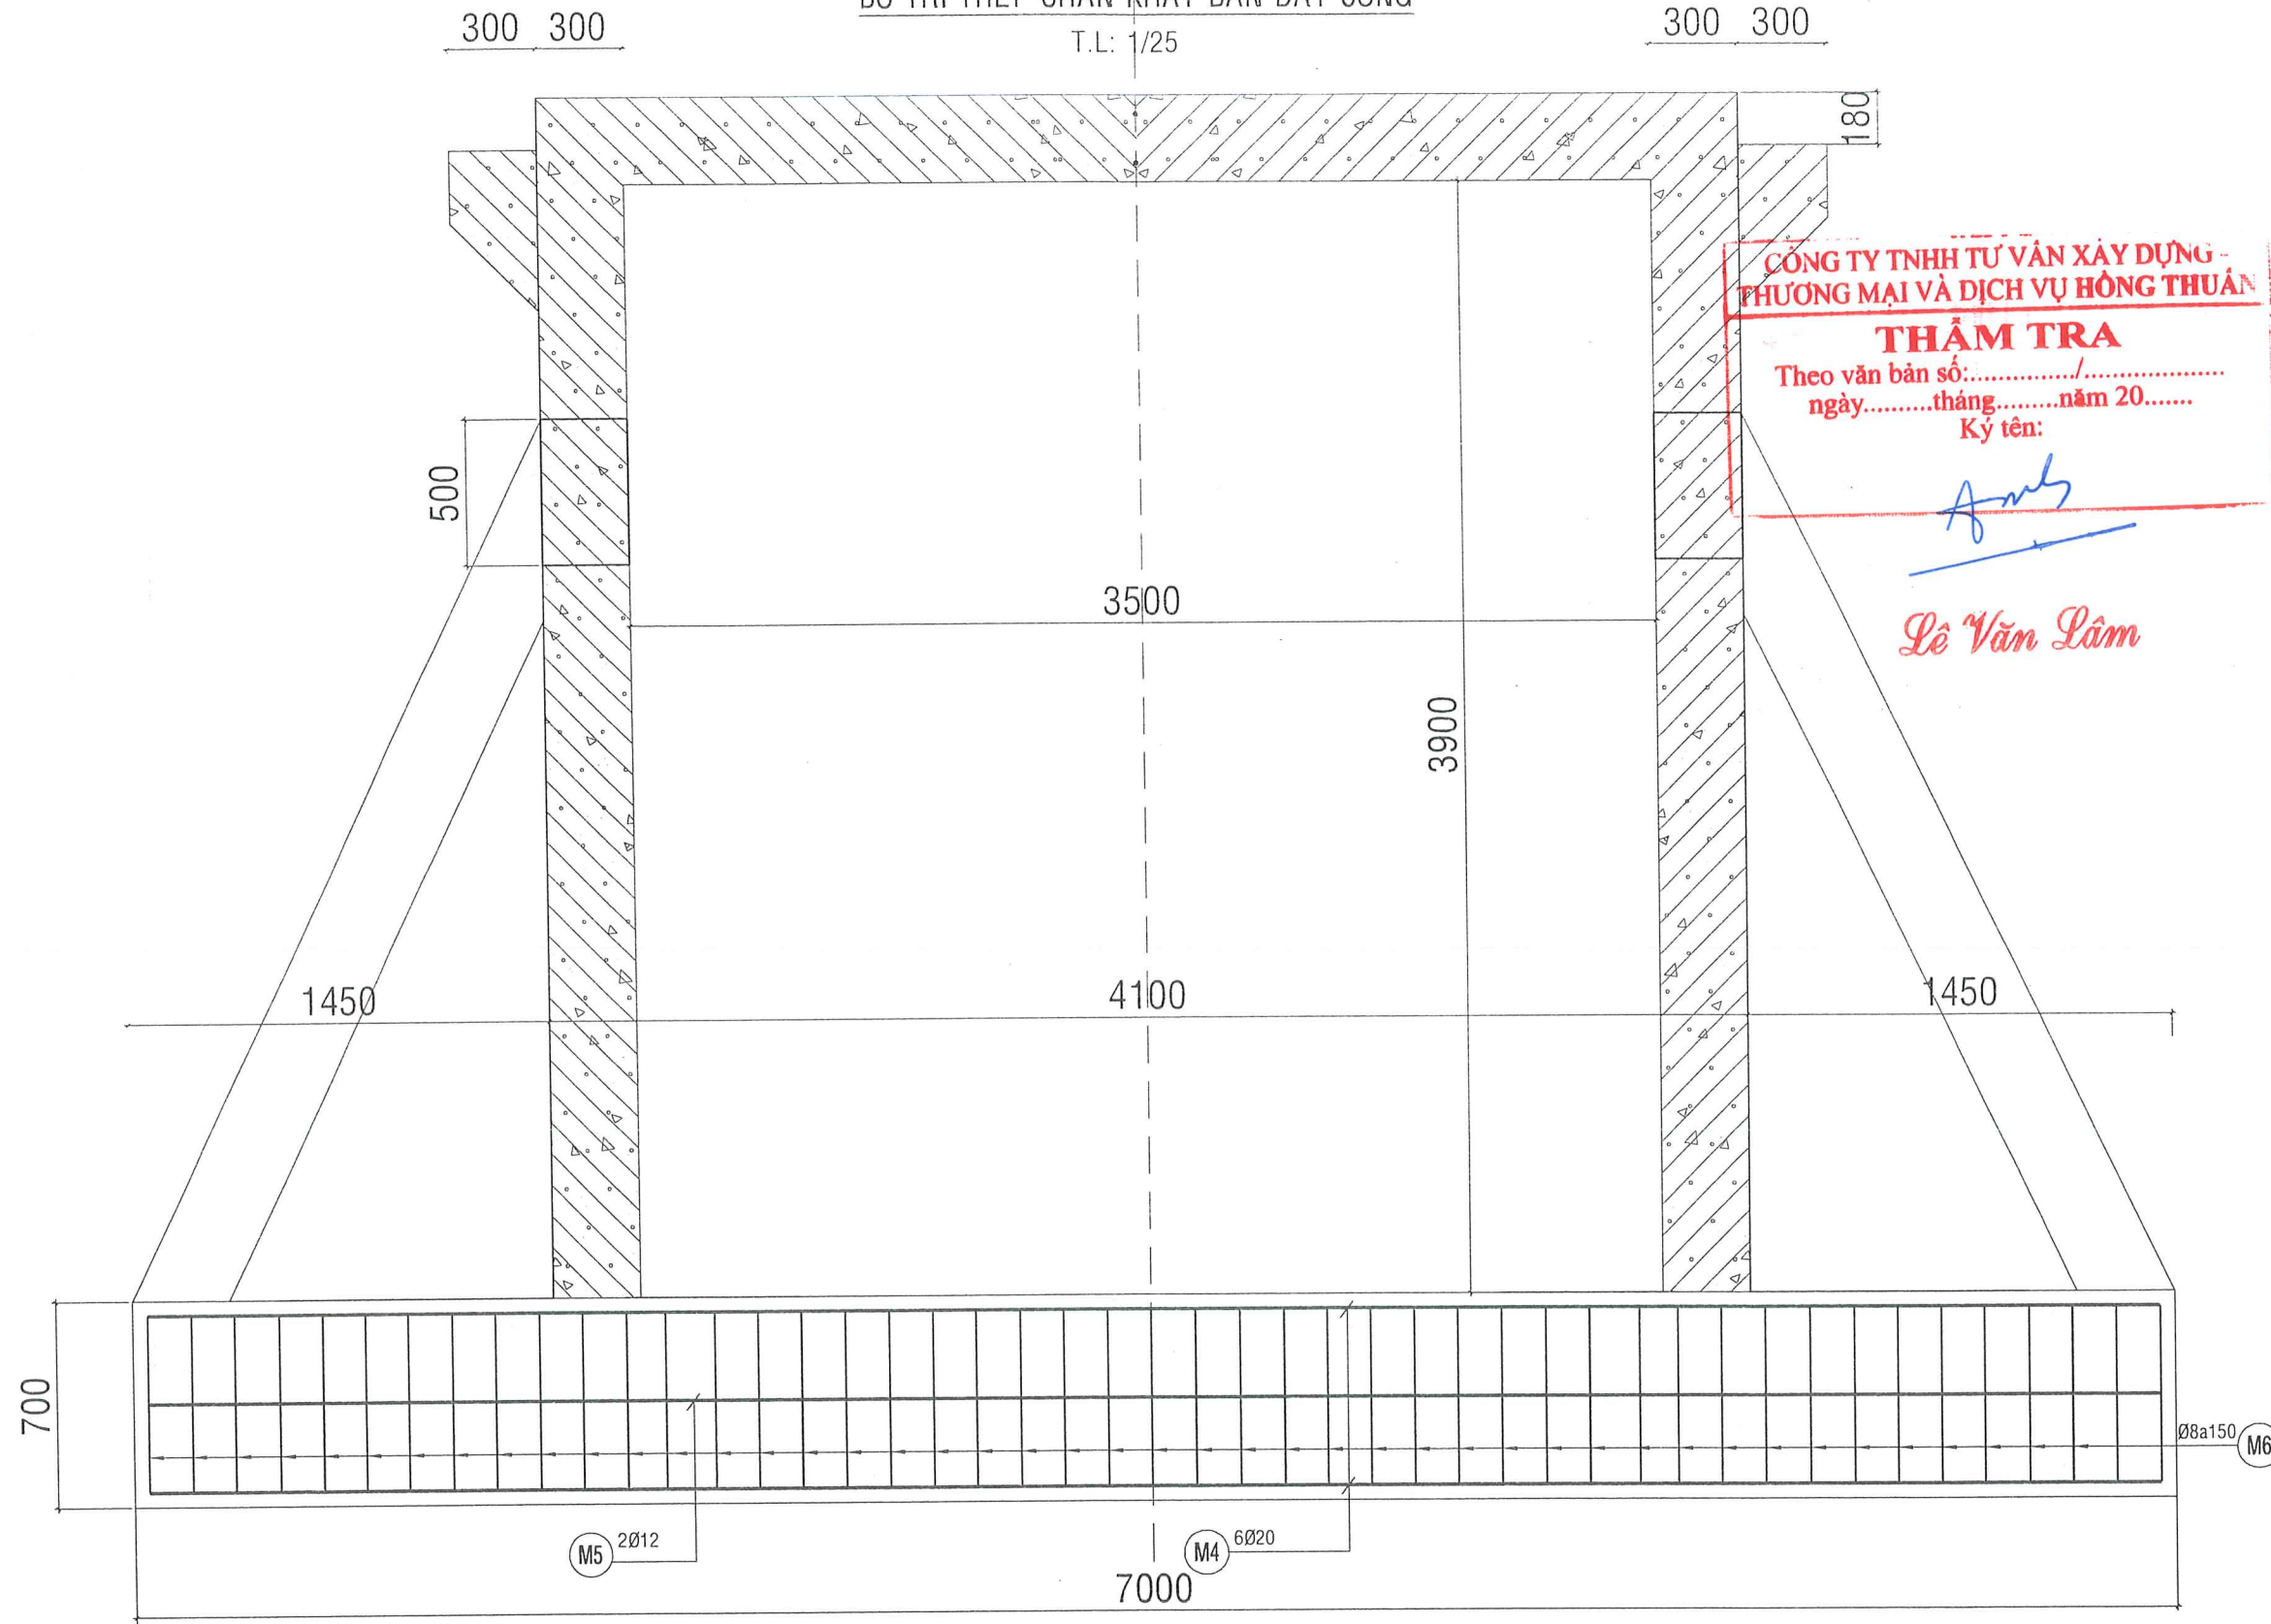 300 300
T.L: 1/25
300 300
180
CÔNG TY TNHH TƯ VẤN XÂY DỰNG -
THƯƠNG MẠI VÀ DỊCH VỤ HỒNG THUẬN
THẨM TRA
Theo văn bản số:.............../....................
ngày..........tháng.........năm 20.......
Ký tên:
Lê Văn Lâm
500
3500
3900
1450
4100
1450
700
Ø8a150 M6
M5 2Ø12
M4 6Ø20
7000